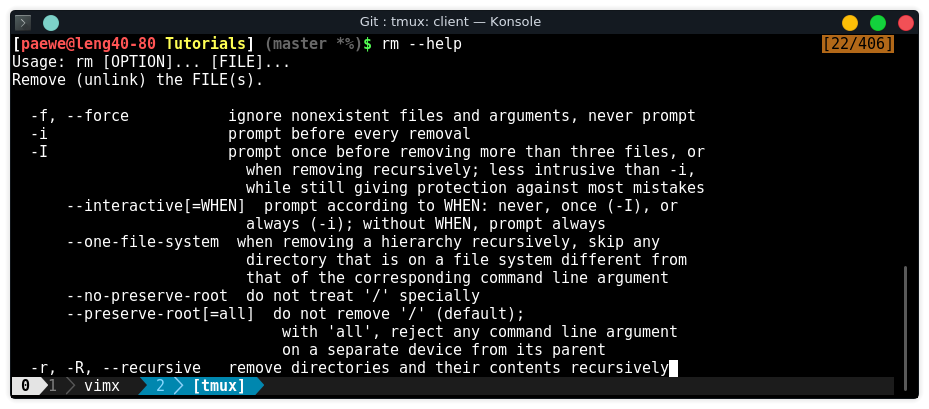 Git : tmux: client — Konsole
[paewe@leng40-80 Tutorials] (master *%)$ rm --help [22/406]
Usage: rm [OPTION]... [FILE]...
Remove (unlink) the FILE(s).
-f, --force ignore nonexistent files and arguments, never prompt
-i prompt before every removal
-I prompt once before removing more than three files, or
when removing recursively; less intrusive than -i,
while still giving protection against most mistakes
--interactive[=WHEN] prompt according to WHEN: never, once (-I), or
always (-i); without WHEN, prompt always
--one-file-system when removing a hierarchy recursively, skip any
directory that is on a file system different from
that of the corresponding command line argument
--no-preserve-root do not treat '/' specially
--preserve-root[=all] do not remove '/' (default);
with 'all', reject any command line argument
on a separate device from its parent
-r, -R, --recursive remove directories and their contents recursively
0 1 vimx 2 [tmux]